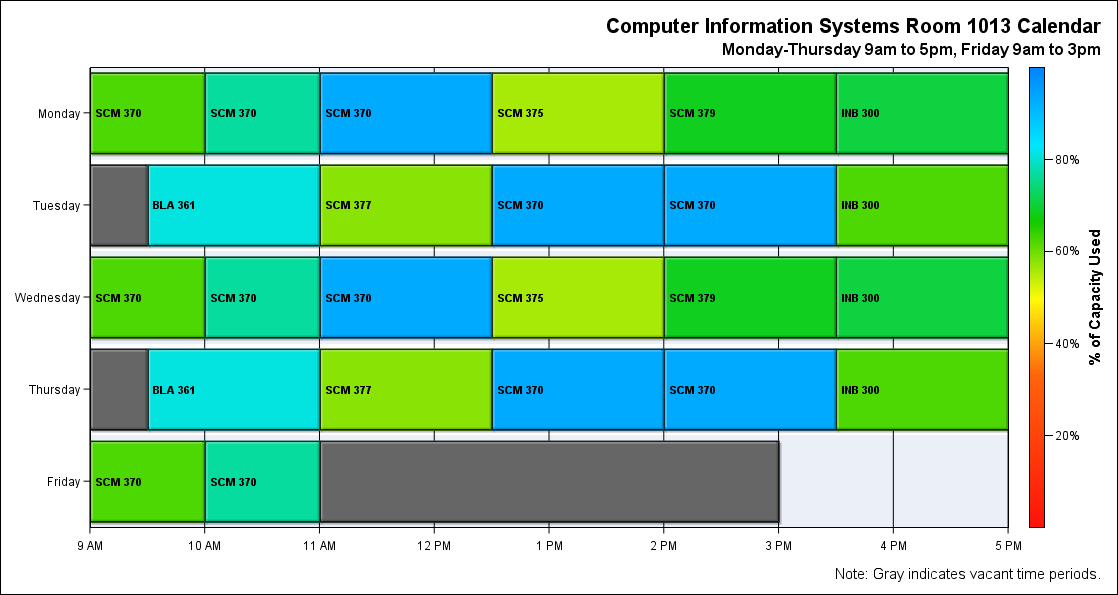 Computer Information Systems Room 1013 Calendar
Monday-Thursday 9am to 5pm, Friday 9am to 3pm
Monday
SCM 370
SCM 370
SCM 370
SCM 375
SCM 379
INB 300
Tuesday
BLA 361
SCM 377
SCM 370
SCM 370
INB 300
Wednesday
SCM 370
SCM 370
SCM 370
SCM 375
SCM 379
INB 300
Thursday
BLA 361
SCM 377
SCM 370
SCM 370
INB 300
Friday
SCM 370
SCM 370
9 AM
10 AM
11 AM
12 PM
1 PM
2 PM
3 PM
4 PM
5 PM
80%
60%
40%
20%
% of Capacity Used
Note: Gray indicates vacant time periods.